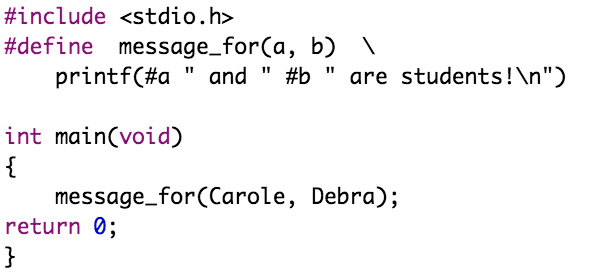 #include <stdio.h>
#define  message_for(a, b)  \
    printf(#a " and " #b " are students!\n")

int main(void)
{
    message_for(Carole, Debra);
return 0;
}